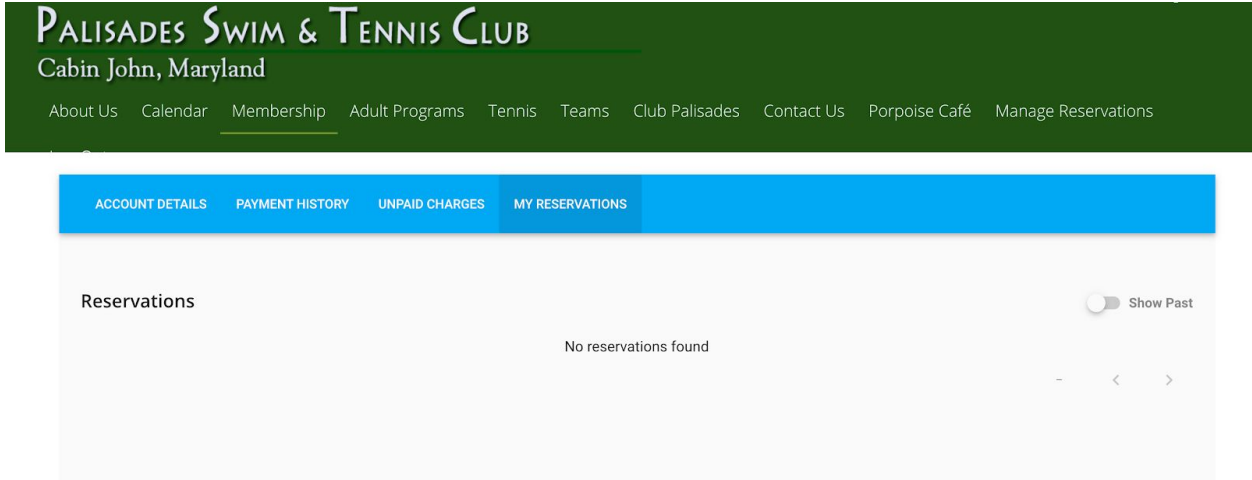 PALISADES SWIM & TENNIS CLUB
Cabin John, Maryland
About Us Calendar Membership Adult Programs Tennis Teams Club Palisades Contact Us Porpoise Café Manage Reservations
ACCOUNT DETAILS PAYMENT HISTORY UNPAID CHARGES MY RESERVATIONS
Reservations
Show Past
No reservations found
–